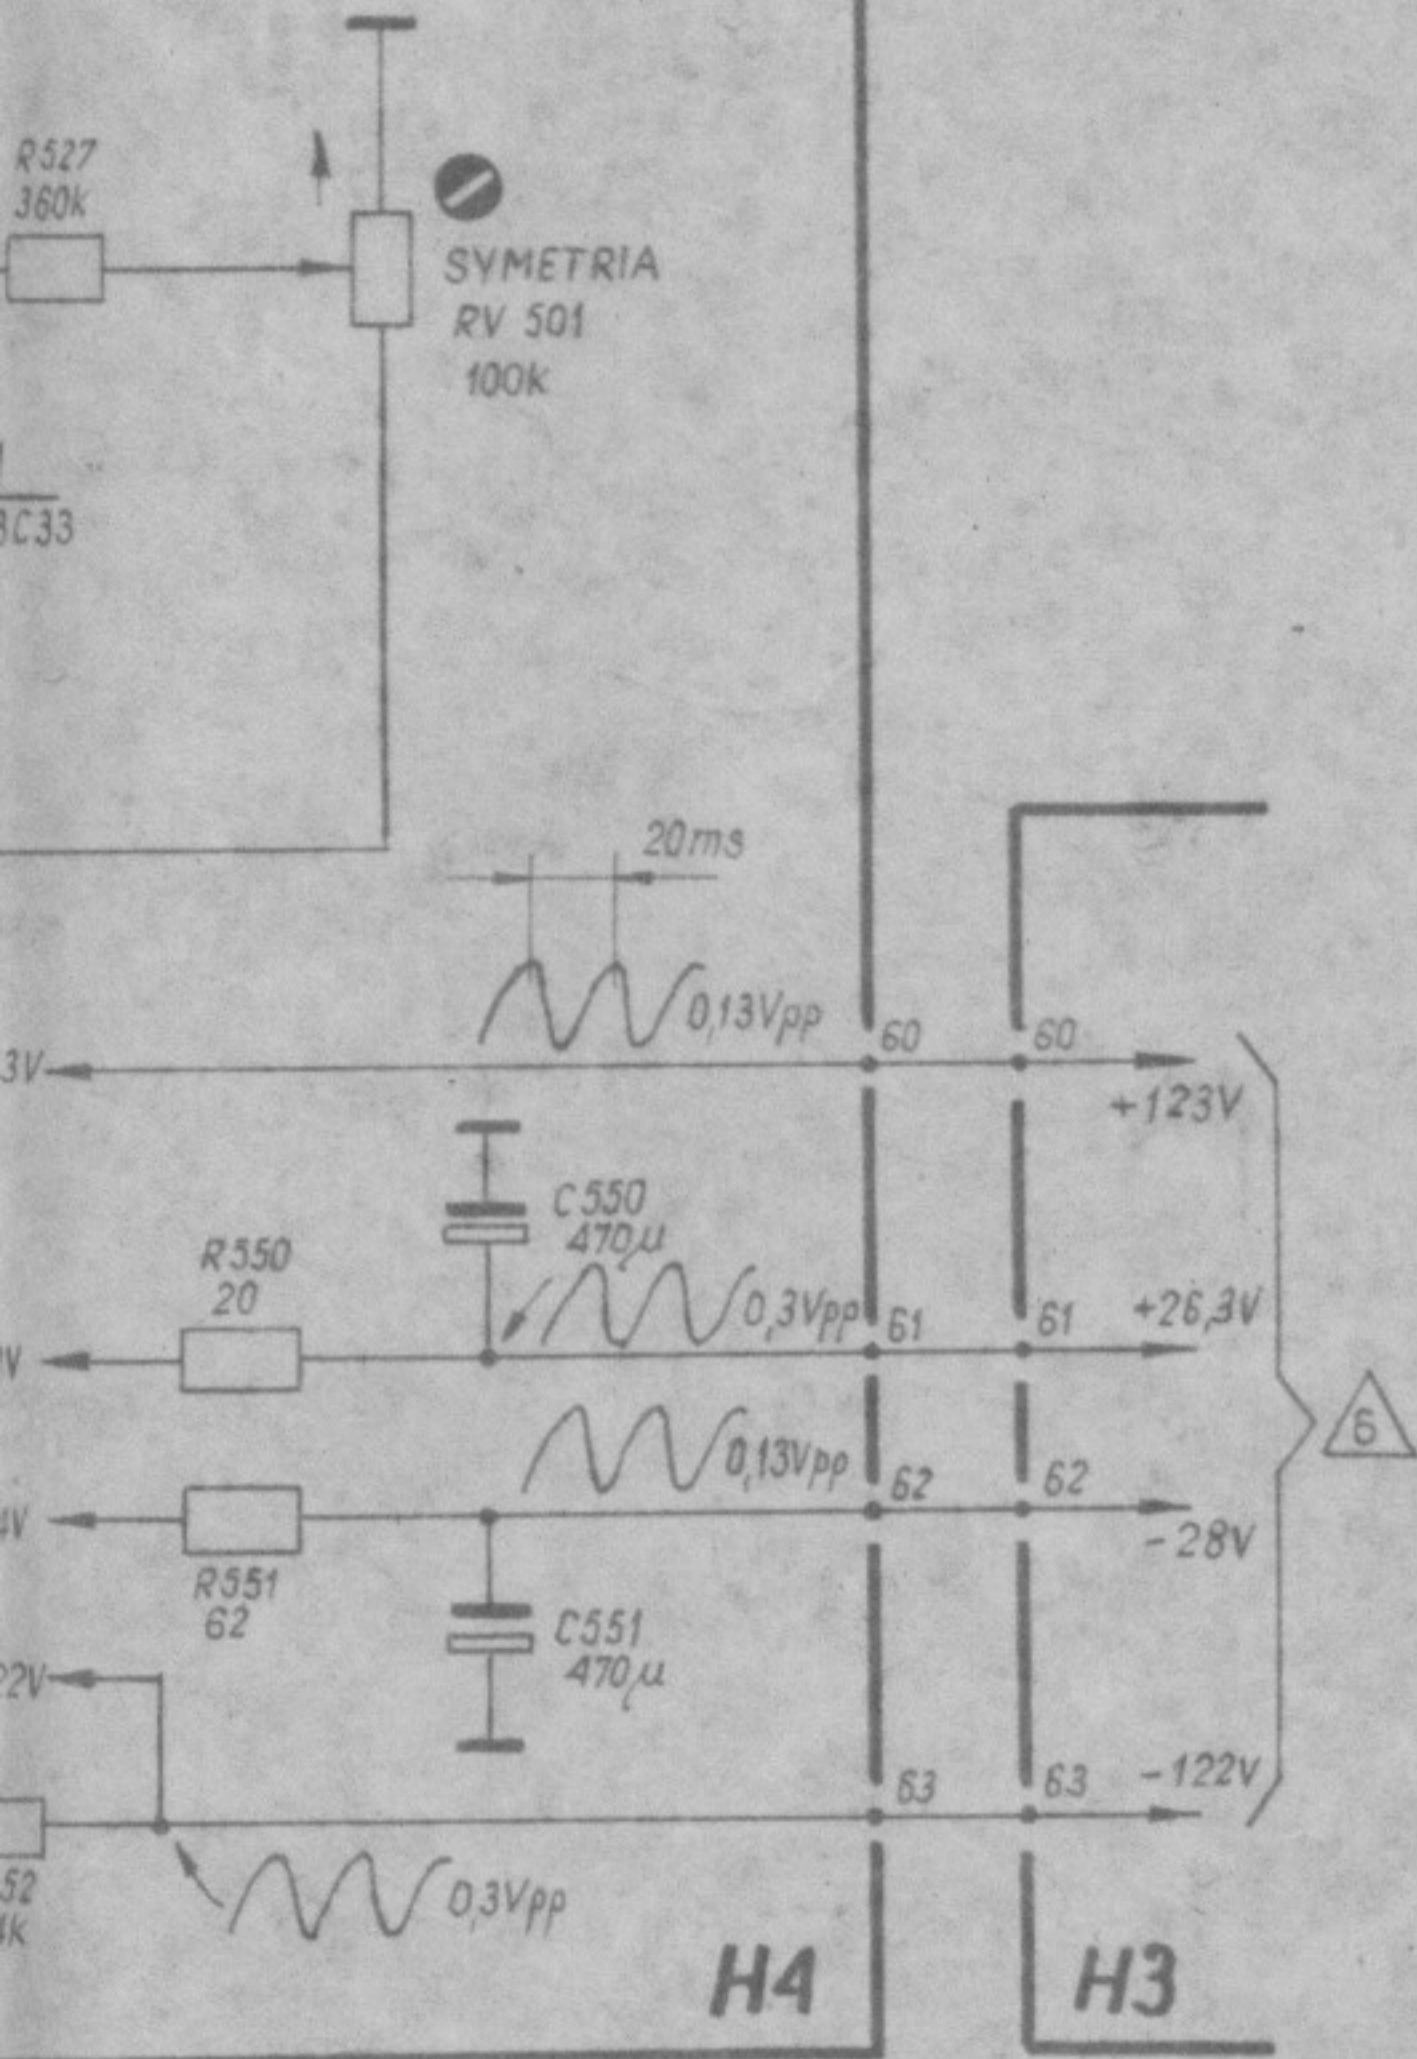 R527
360k
SYMETRIA
RV 501
100k
BC33
20ms
0,13Vpp
60
60
3V
+123V
C550
470µ
R550
20
0,3Vpp
61
61
+26,3V
V
6
0,13Vpp
62
62
4V
-28V
R551
62
C551
470µ
22V
63
63
-122V
52
4K
0,3Vpp
H4
H3